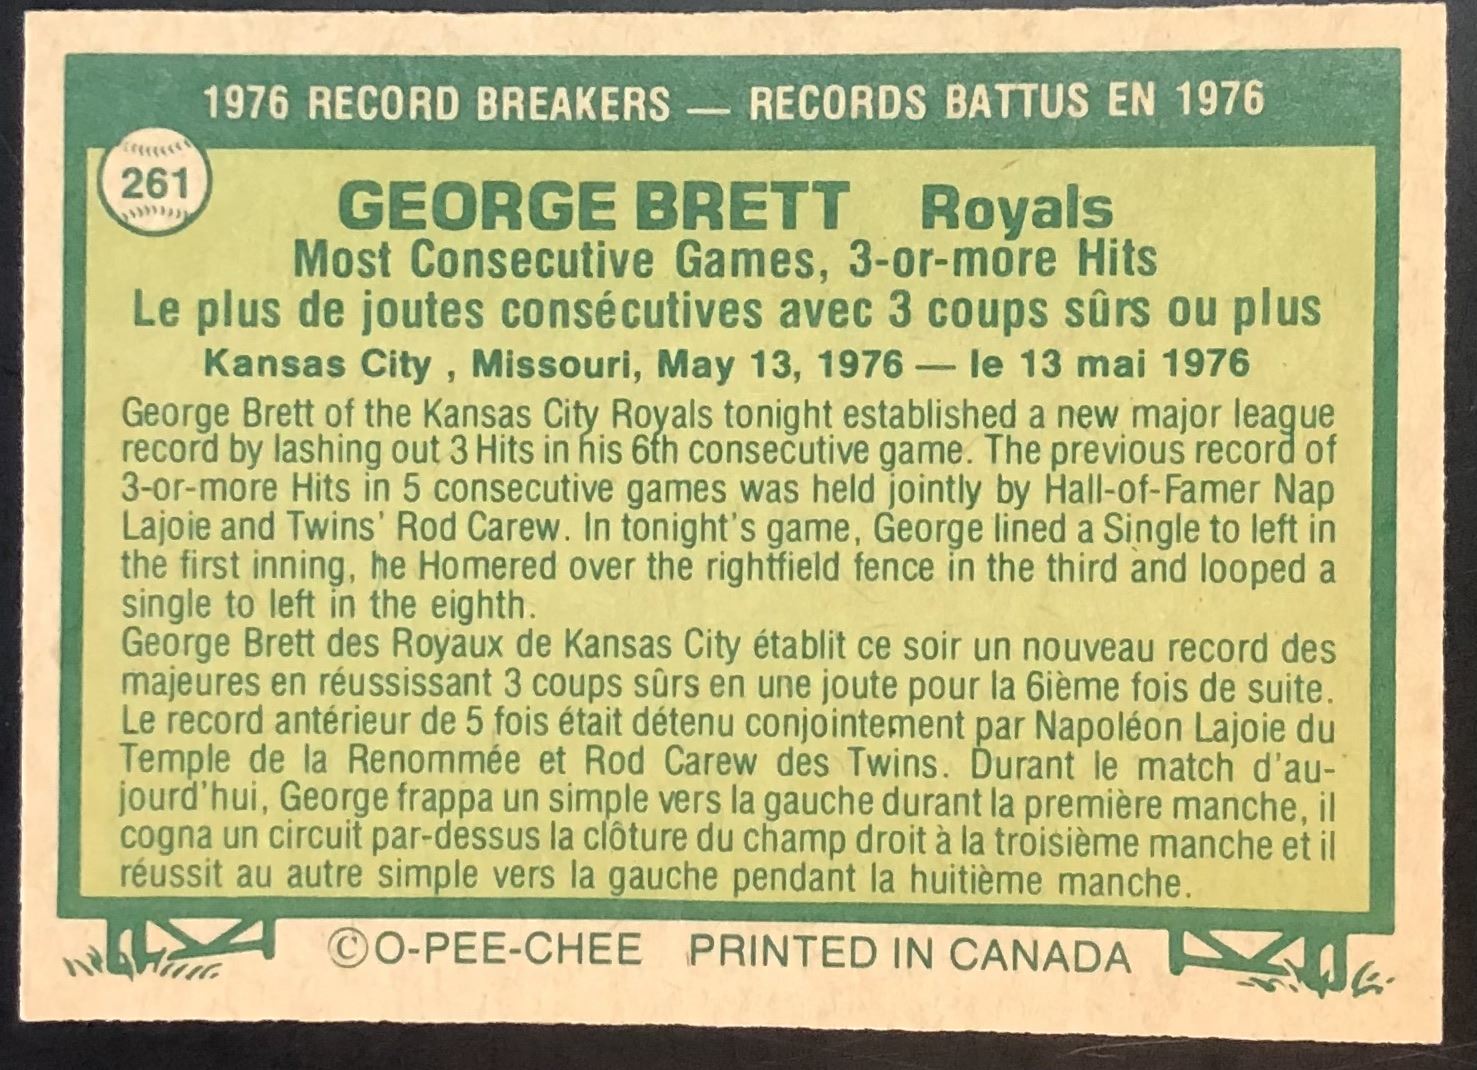 1976 RECORD BREAKERS — RECORDS BATTUS EN 1976
261
GEORGE BRETT Royals
Most Consecutive Games, 3-or-more Hits
Le plus de joutes consécutives avec 3 coups sûrs ou plus
Kansas City , Missouri, May 13, 1976 — le 13 mai 1976
George Brett of the Kansas City Royals tonight established a new major league
record by lashing out 3 Hits in his 6th consecutive game. The previous record of
3-or-more Hits in 5 consecutive games was held jointly by Hall-of-Famer Nap
Lajoie and Twins' Rod Carew. In tonight's game, George lined a Single to left in
the first inning, he Homered over the rightfield fence in the third and looped a
single to left in the eighth.
George Brett des Royaux de Kansas City établit ce soir un nouveau record des
majeures en réussissant 3 coups sûrs en une joute pour la 6ième fois de suite.
Le record antérieur de 5 fois était détenu conjointement par Napoléon Lajoie du
Temple de la Renommée et Rod Carew des Twins. Durant le match d'au-
jourd'hui, George frappa un simple vers la gauche durant la première manche, il
cogna un circuit par-dessus la clôture du champ droit à la troisième manche et il
réussit au autre simple vers la gauche pendant la huitième manche.
©O-PEE-CHEE PRINTED IN CANADA